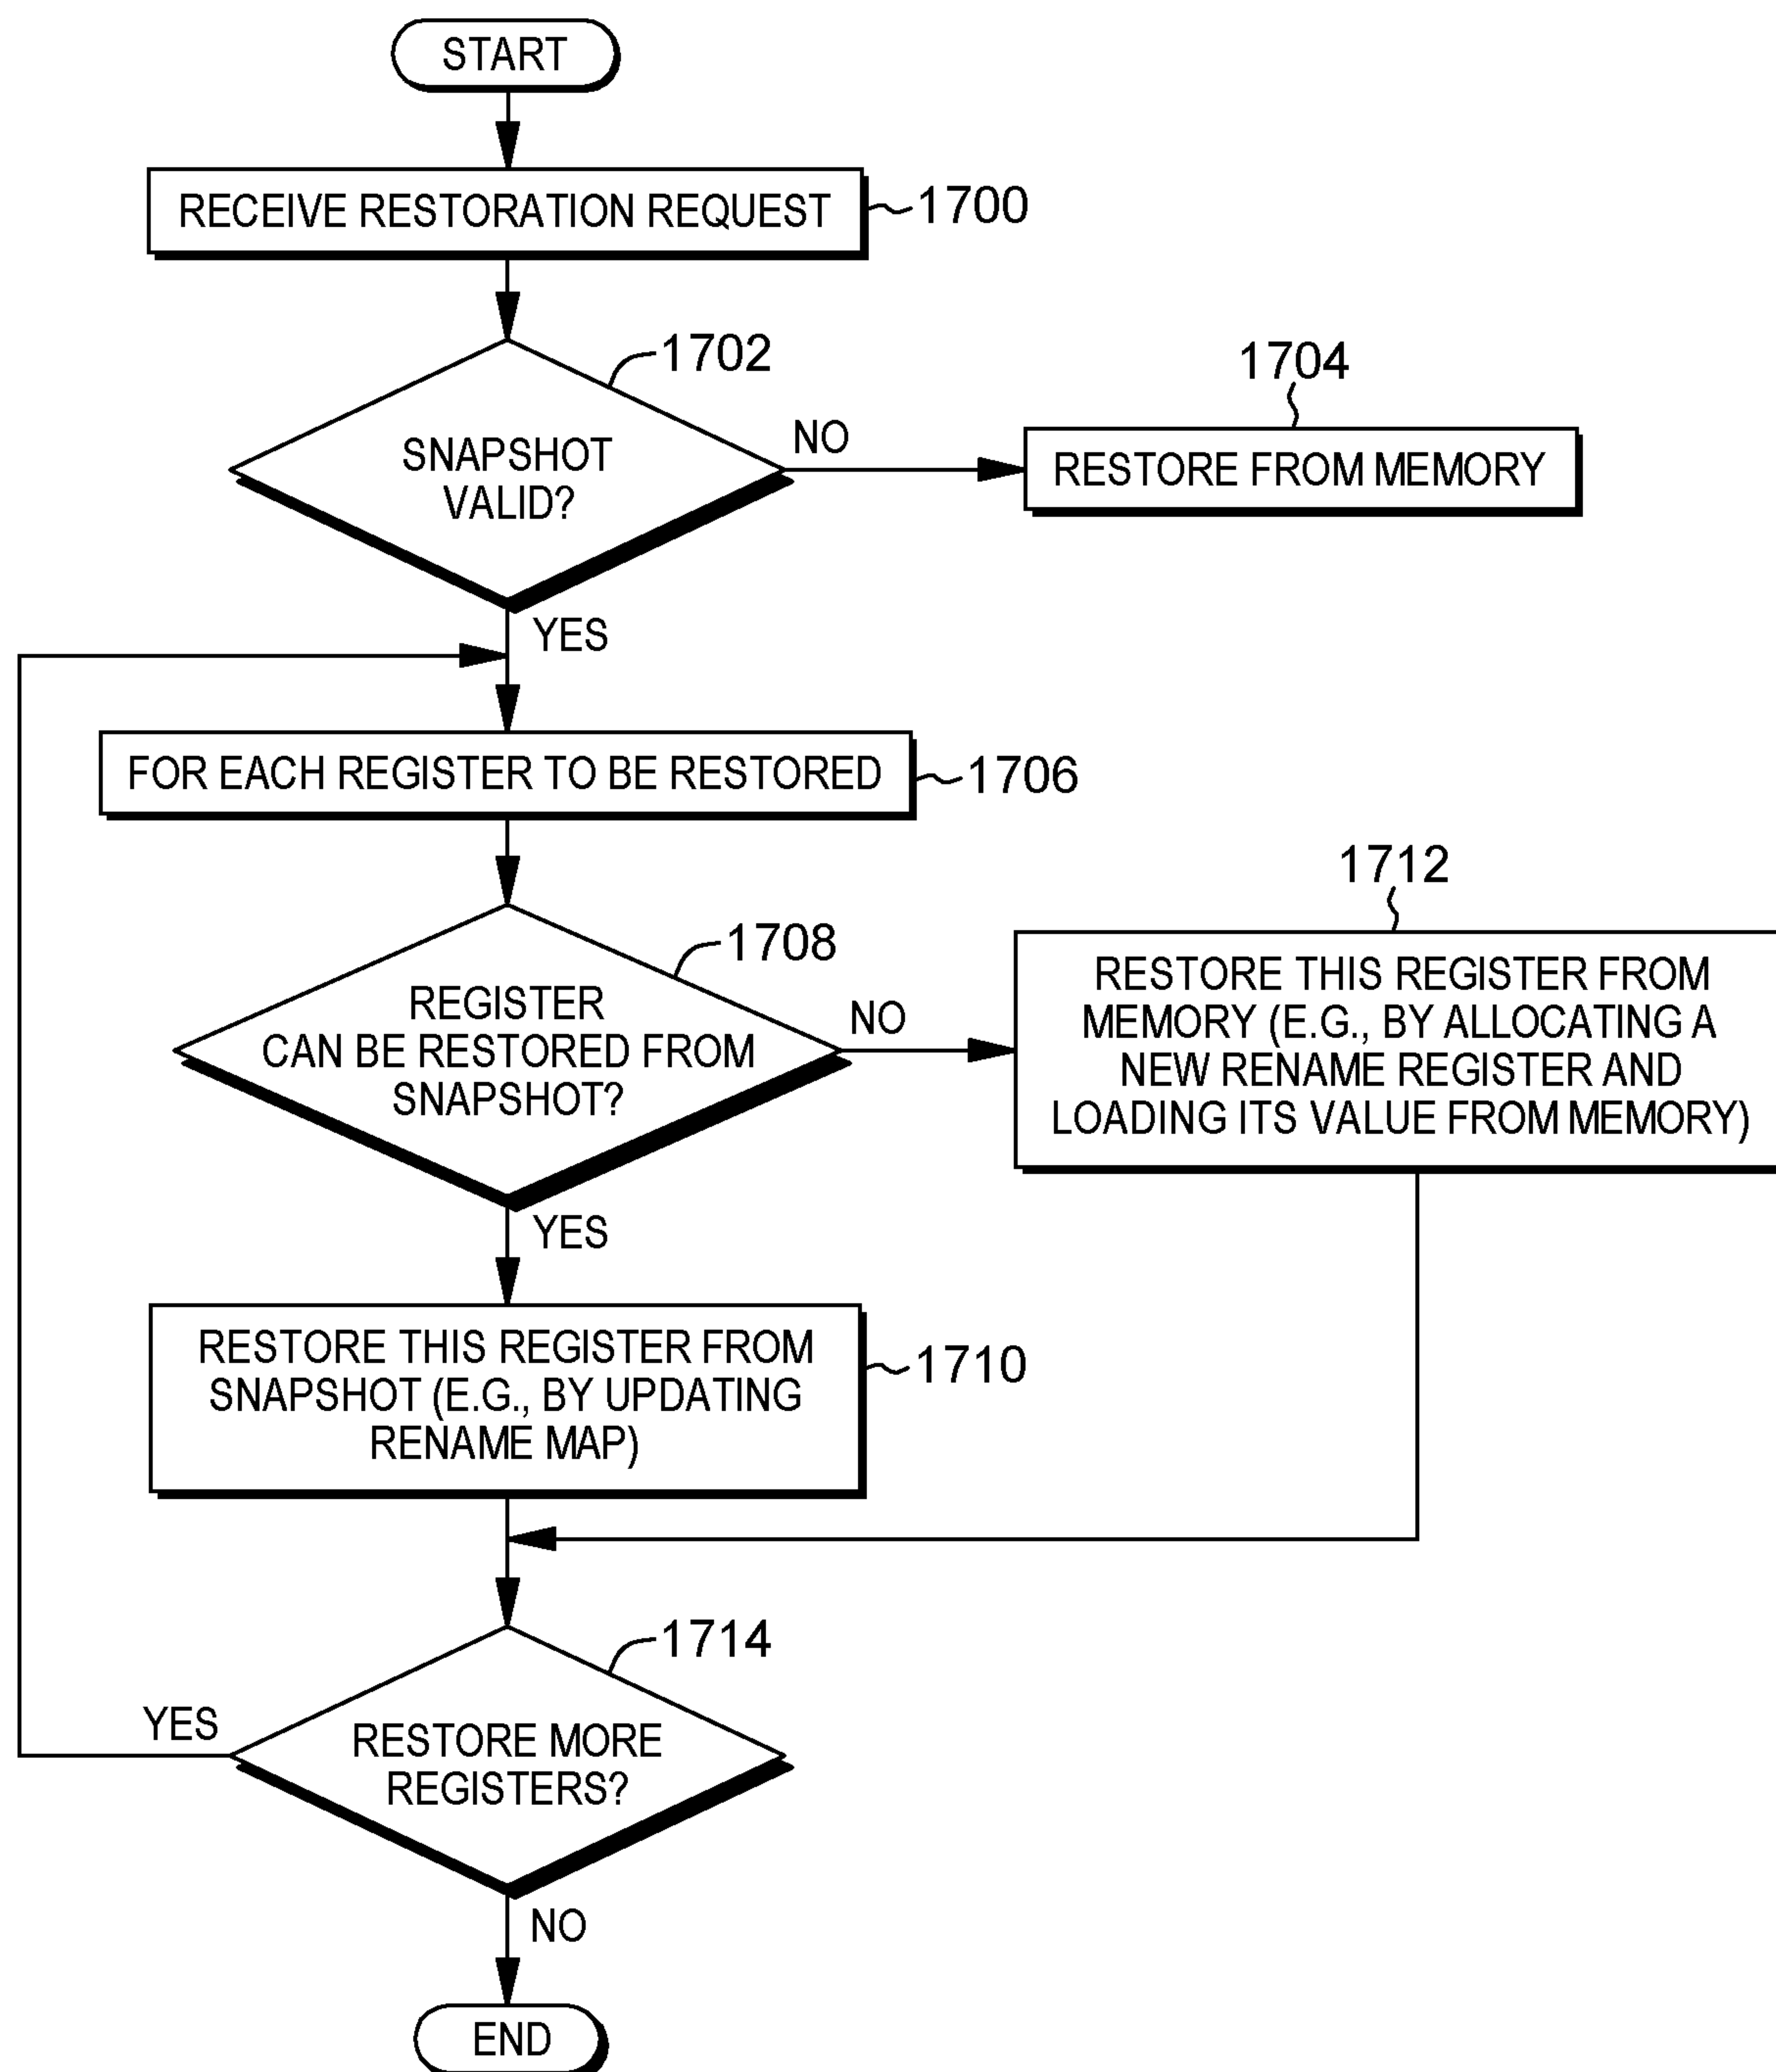 START
RECEIVE RESTORATION REQUEST
1700
1702
SNAPSHOT
VALID?
NO
1704
RESTORE FROM MEMORY
YES
FOR EACH REGISTER TO BE RESTORED
1706
1708
REGISTER
CAN BE RESTORED FROM
SNAPSHOT?
NO
1712
RESTORE THIS REGISTER FROM
MEMORY (E.G., BY ALLOCATING A
NEW RENAME REGISTER AND
LOADING ITS VALUE FROM MEMORY)
YES
RESTORE THIS REGISTER FROM
SNAPSHOT (E.G., BY UPDATING
RENAME MAP)
1710
1714
YES
RESTORE MORE
REGISTERS?
NO
END